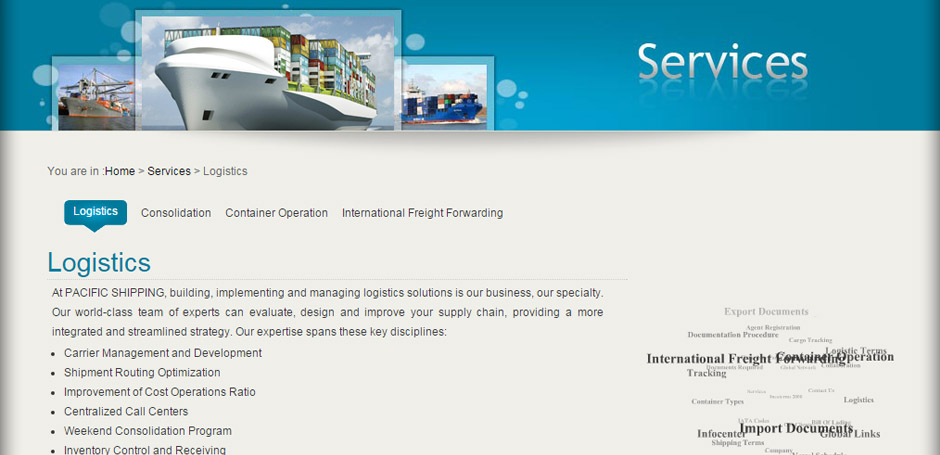 Services
You are in :Home > Services > Logistics
Logistics Consolidation Container Operation International Freight Forwarding
Logistics
At PACIFIC SHIPPING, building, implementing and managing logistics solutions is our business, our specialty.
Our world-class team of experts can evaluate, design and improve your supply chain, providing a more
integrated and streamlined strategy. Our expertise spans these key disciplines:
Carrier Management and Development
Shipment Routing Optimization
Improvement of Cost Operations Ratio
Centralized Call Centers
Weekend Consolidation Program
Inventory Control and Receiving
Export Documents
Agent Registration
Documentation Procedure
Cargo Tracking
Logistic Terms
International Freight Forwarding
Container Operation
Documents Required
Global Network
Consolidation
Tracking
Contact Us
Container Types
Logistics
IATA Codes
Bill Of Lading
Import Documents
Infocenter
Global Links
Shipping Terms
Company